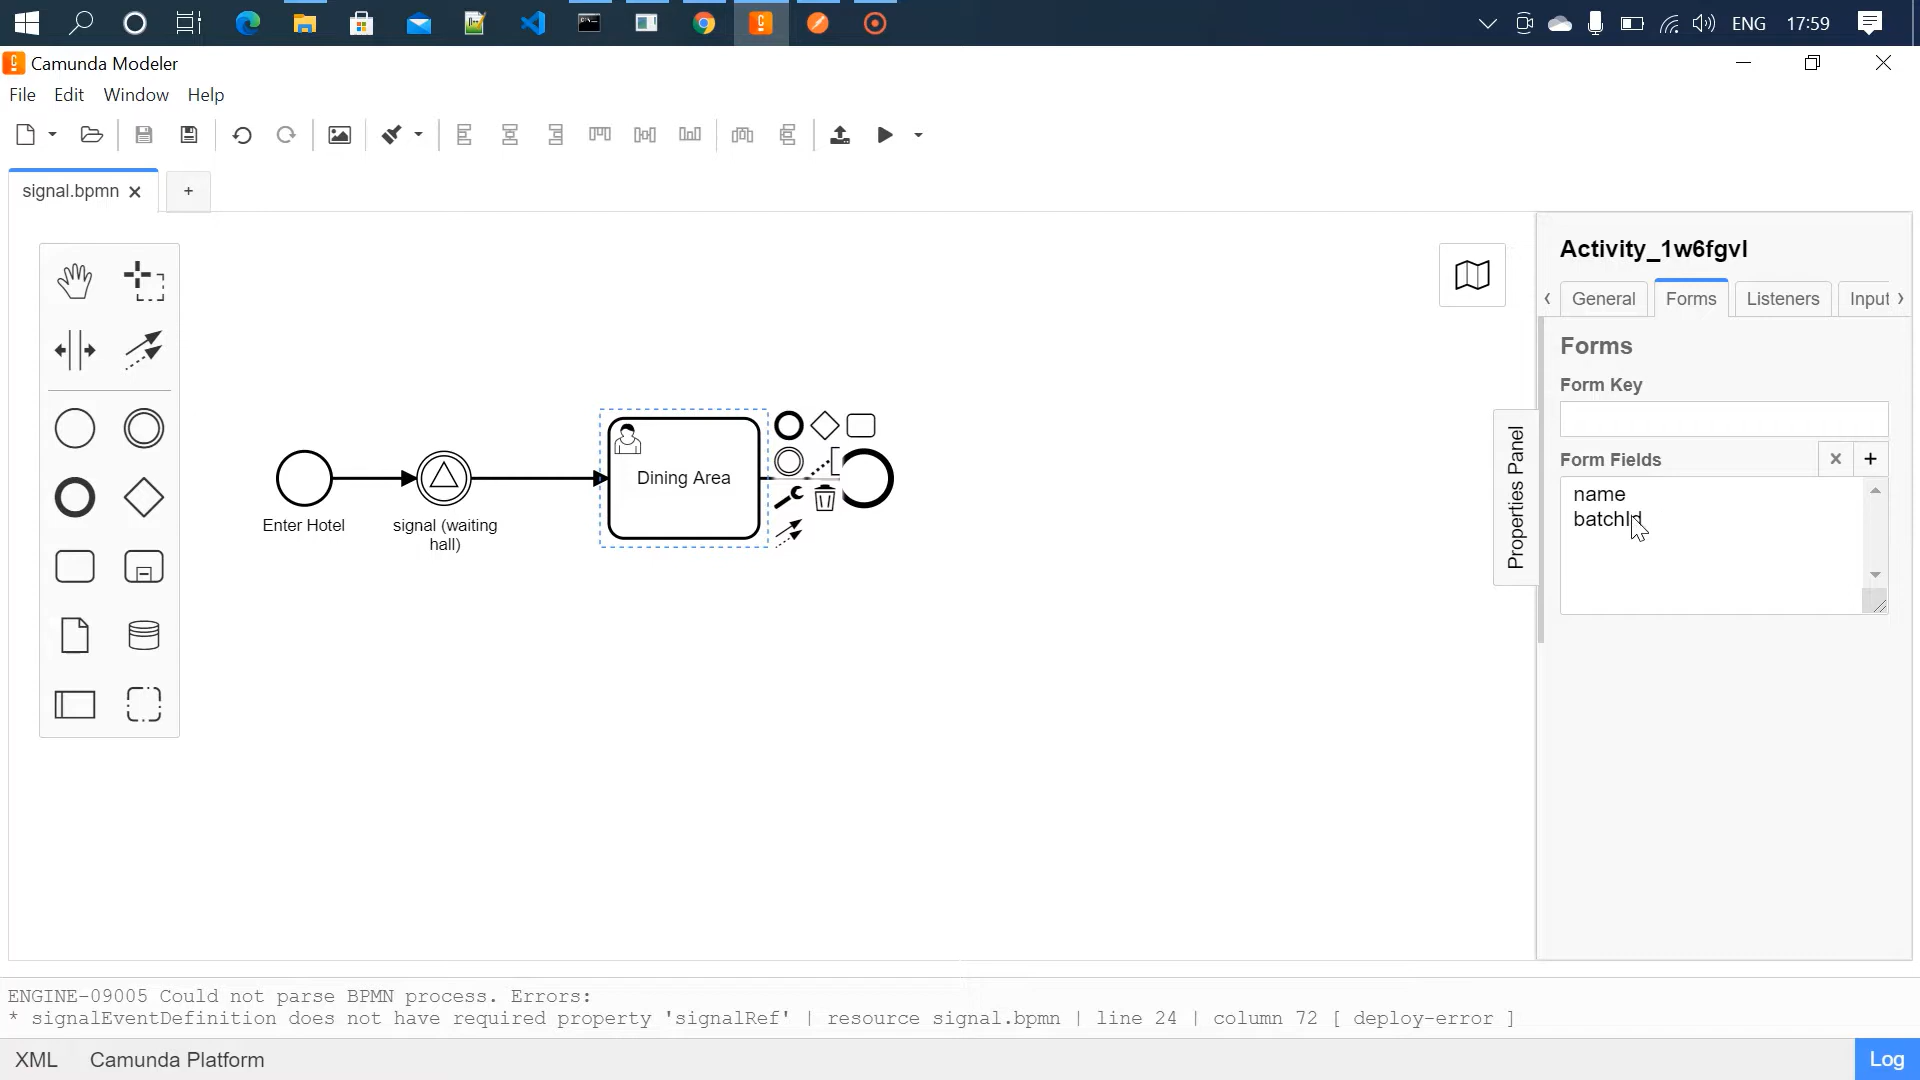 ENG 17:59
Camunda Modeler
File Edit Window Help
signal.bpmn
Activity_1w6fgvl
General Forms Listeners Input
Forms
Form Key
Form Fields
name
batchId
Properties Panel
Dining Area
Enter Hotel
signal (waiting
hall)
ENGINE-09005 Could not parse BPMN process. Errors:
* signalEventDefinition does not have required property 'signalRef' | resource signal.bpmn | line 24 | column 72 [ deploy-error ]
XML Camunda Platform
Log